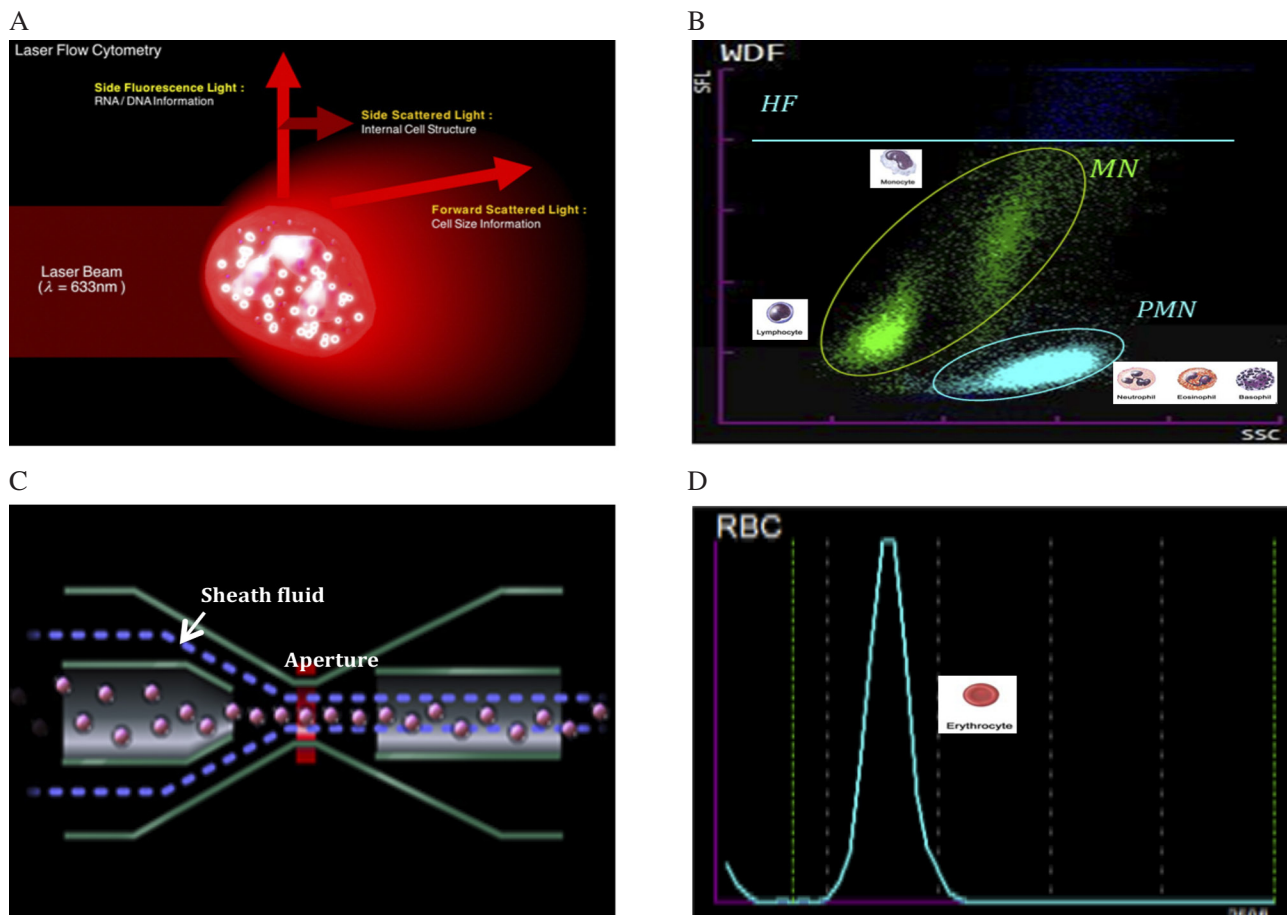 A
Laser Flow Cytometry
Side Fluorescence Light :
RNA / DNA Information
Side Scattered Light :
Internal Cell Structure
Forward Scattered Light :
Cell Size Information
Laser Beam
( λ = 633nm )
B
WDF
SFL
HF
Monocyte
MN
Lymphocyte
PMN
Neutrophil
Eosinophil
Basophil
SSC
C
Sheath fluid
Aperture
D
RBC
Erythrocyte